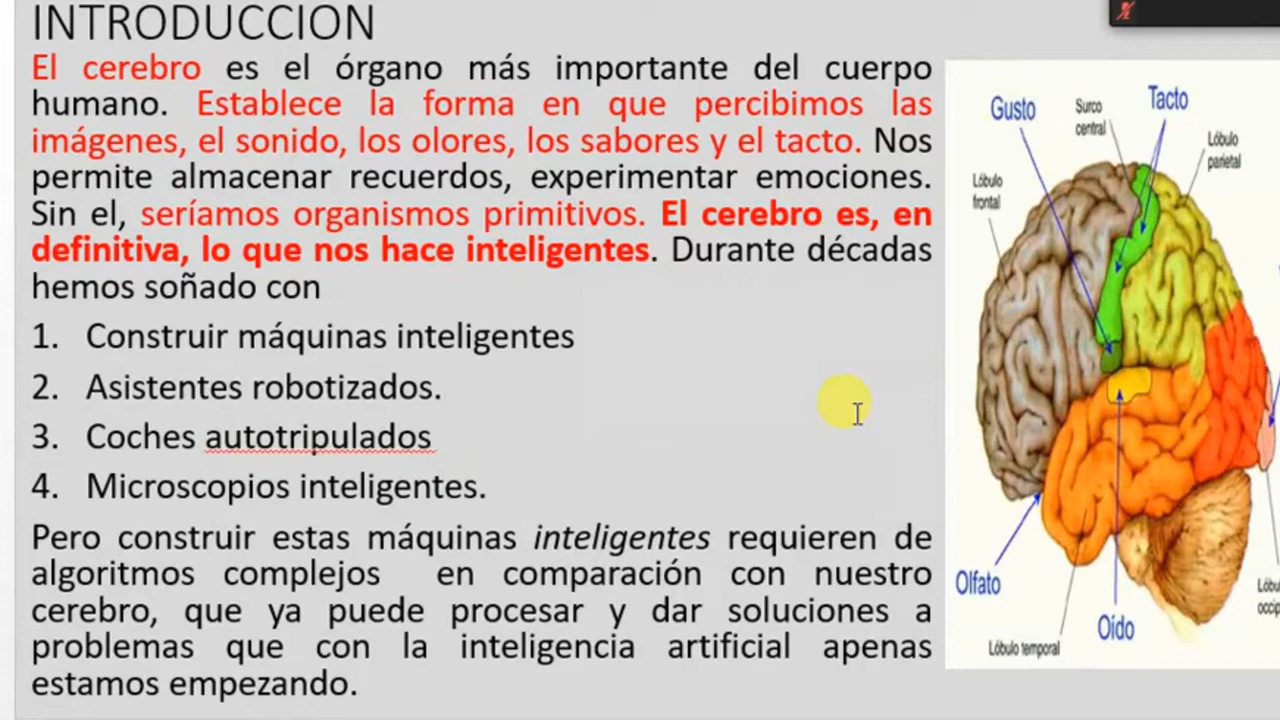 INTRODUCCION
El cerebro es el órgano más importante del cuerpo
humano. Establece la forma en que percibimos las
imágenes, el sonido, los olores, los sabores y el tacto. Nos
permite almacenar recuerdos, experimentar emociones.
Sin el, seríamos organismos primitivos. El cerebro es, en
definitiva, lo que nos hace inteligentes. Durante décadas
hemos soñado con
1. Construir máquinas inteligentes
2. Asistentes robotizados.
3. Coches autotripulados
4. Microscopios inteligentes.
Pero construir estas máquinas inteligentes requieren de
algoritmos complejos en comparación con nuestro
cerebro, que ya puede procesar y dar soluciones a
problemas que con la inteligencia artificial apenas
estamos empezando.
Gusto
Surco
central
Tacto
Lóbulo
parietal
Lóbulo
frontal
Olfato
Oído
Lóbulo temporal